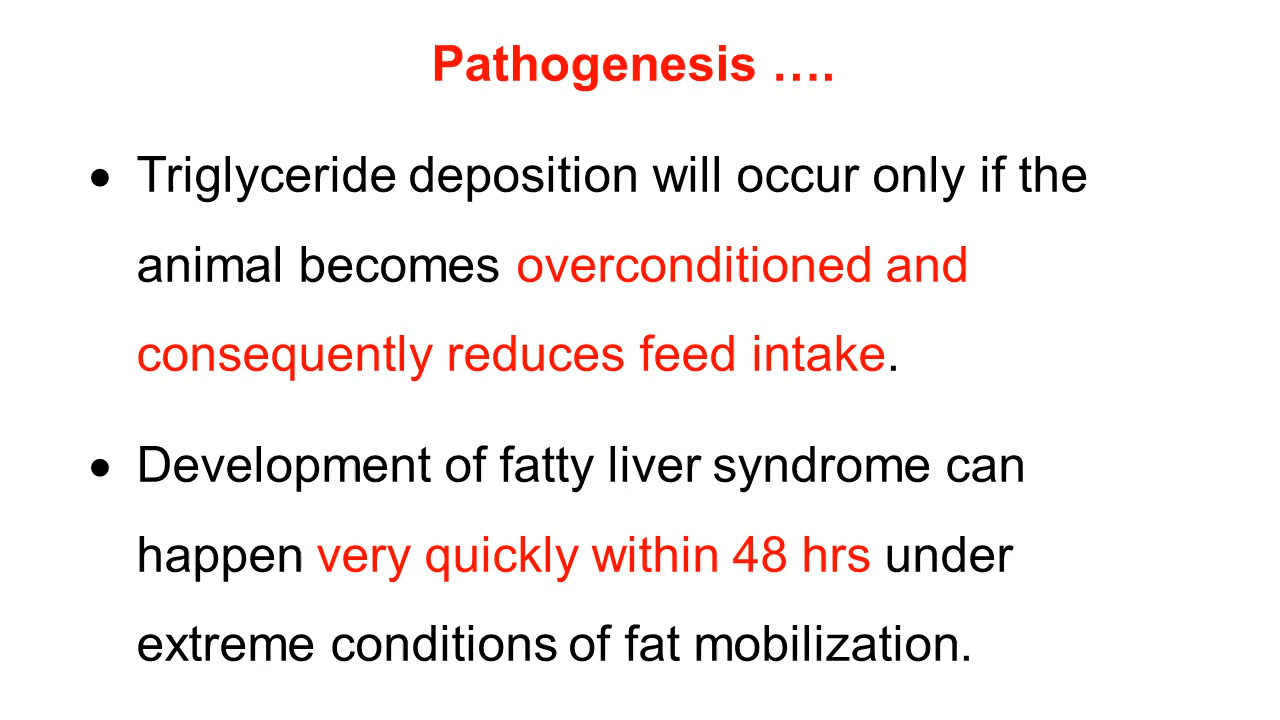 Pathogenesis ….
• Triglyceride deposition will occur only if the
animal becomes overconditioned and
consequently reduces feed intake.
• Development of fatty liver syndrome can
happen very quickly within 48 hrs under
extreme conditions of fat mobilization.